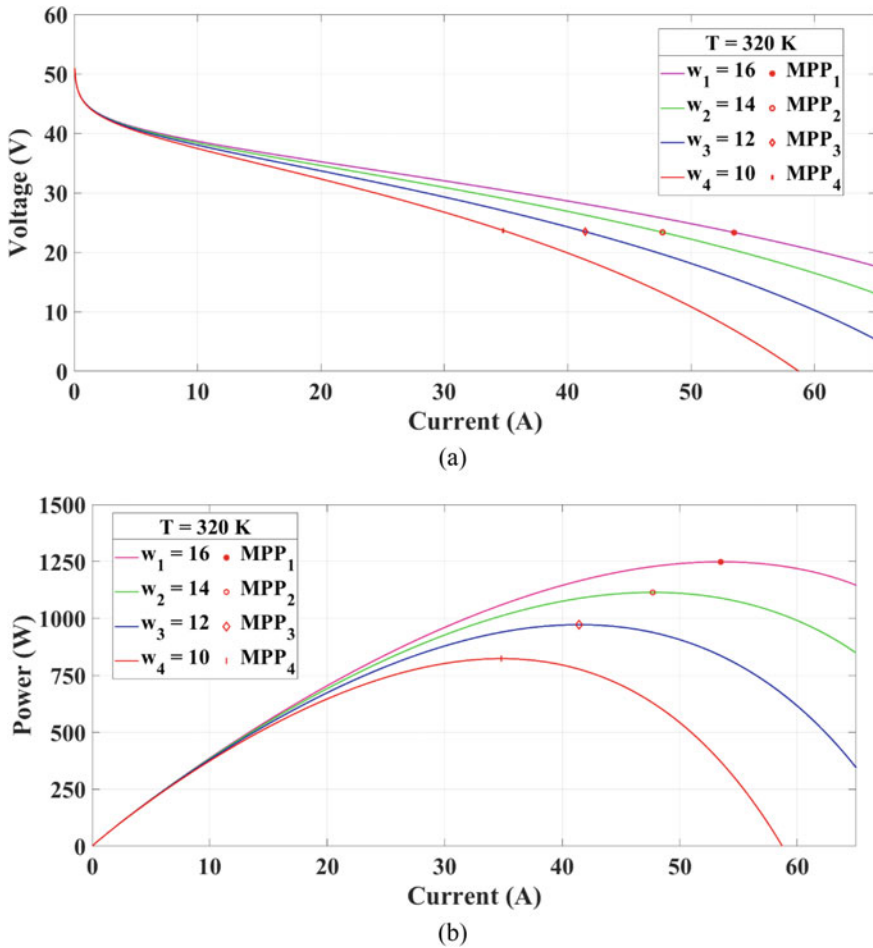 60
50
40
30
20
10
0
Voltage (V)
T = 320 K
w1 = 16 MPP1
w2 = 14 MPP2
w3 = 12 MPP3
w4 = 10 MPP4
0 10 20 30 40 50 60
Current (A)
(a)
1500
1250
1000
750
500
250
0
Power (W)
T = 320 K
w1 = 16 MPP1
w2 = 14 MPP2
w3 = 12 MPP3
w4 = 10 MPP4
0 10 20 30 40 50 60
Current (A)
(b)